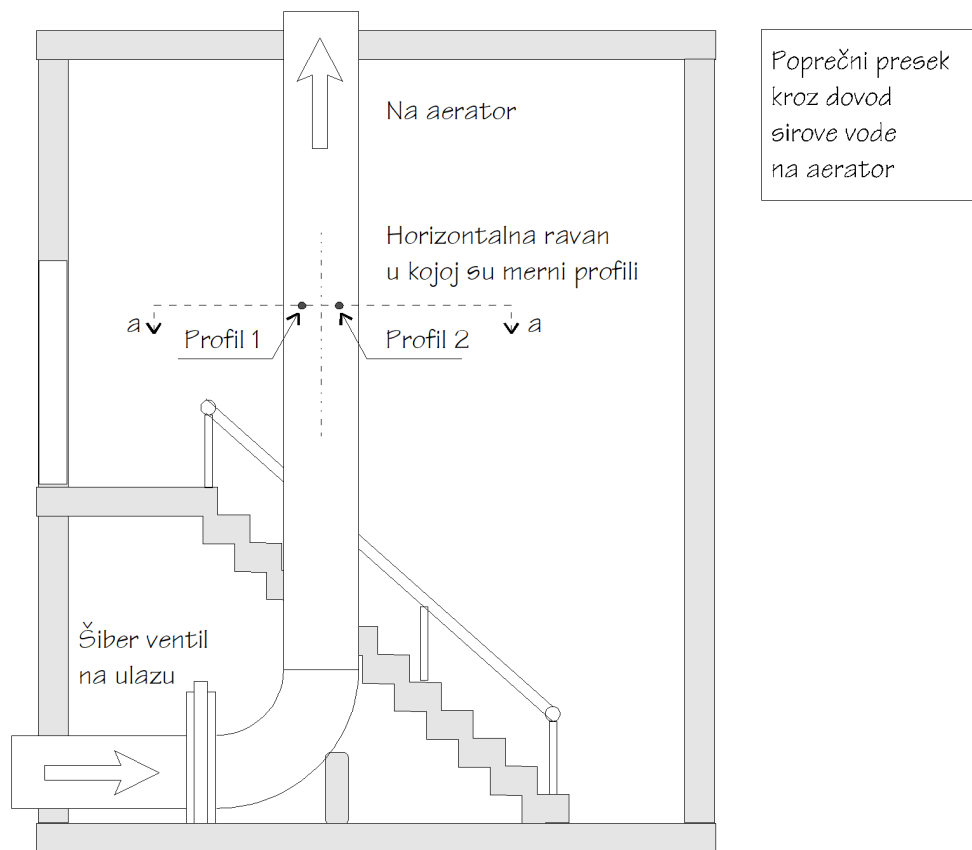 Poprečni presek
kroz dovod
sirove vode
na aerator
Na aerator
Horizontalna ravan
u kojoj su merni profili
a
a
Profil 1
Profil 2
Šiber ventil
na ulazu